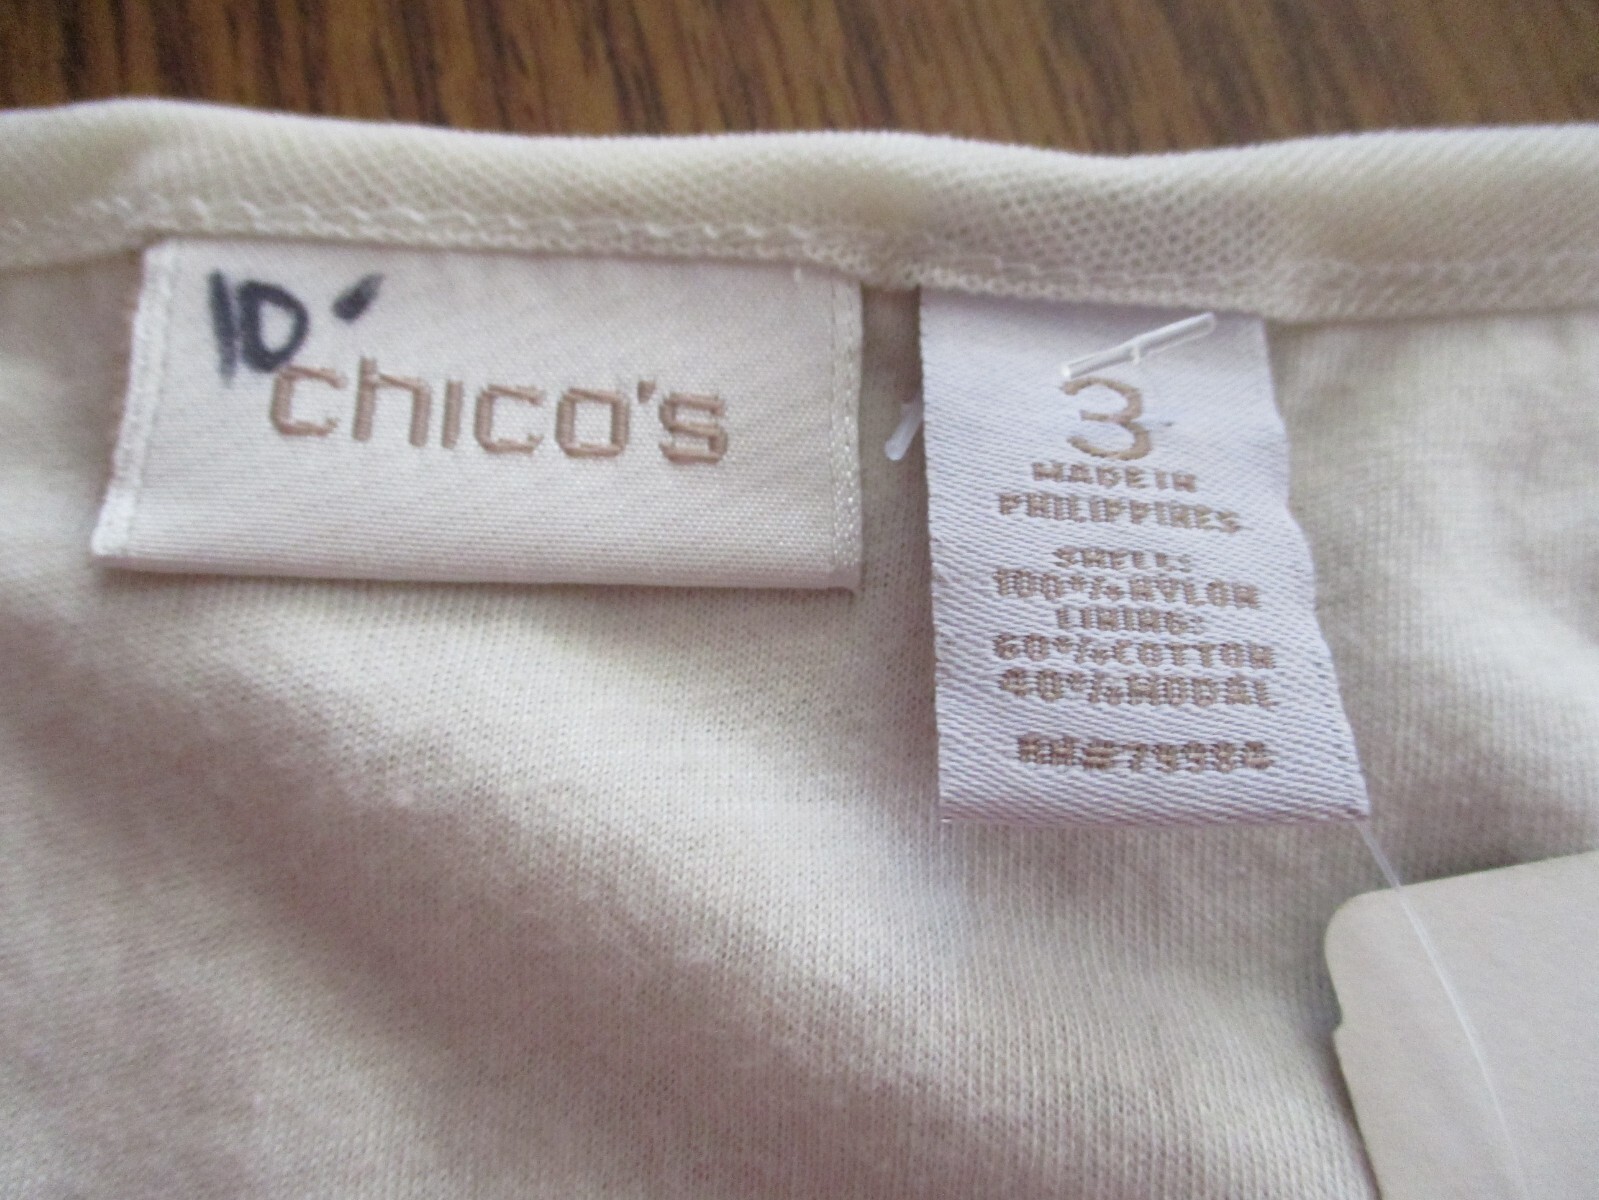 10'
chico's
3
MADE IN
PHILIPPINES
SHELL:
100%NYLON
LINING:
60%COTTON
40%MODAL